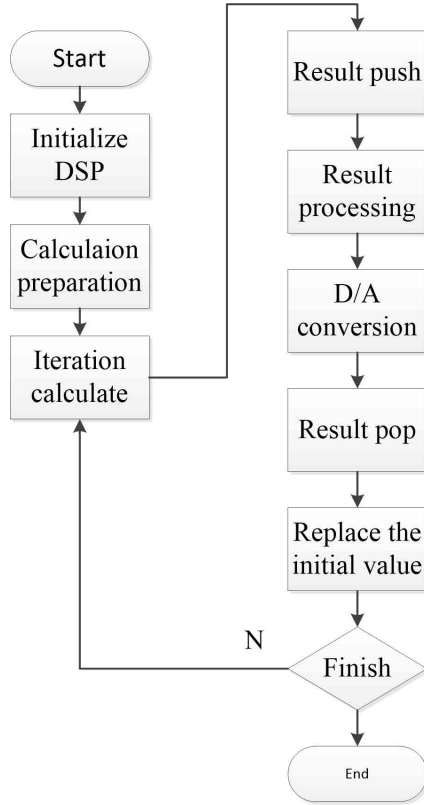 Start
Initialize
DSP
Calculaion
preparation
Iteration
calculate
Result push
Result
processing
D/A
conversion
Result pop
Replace the
initial value
N
Finish
End